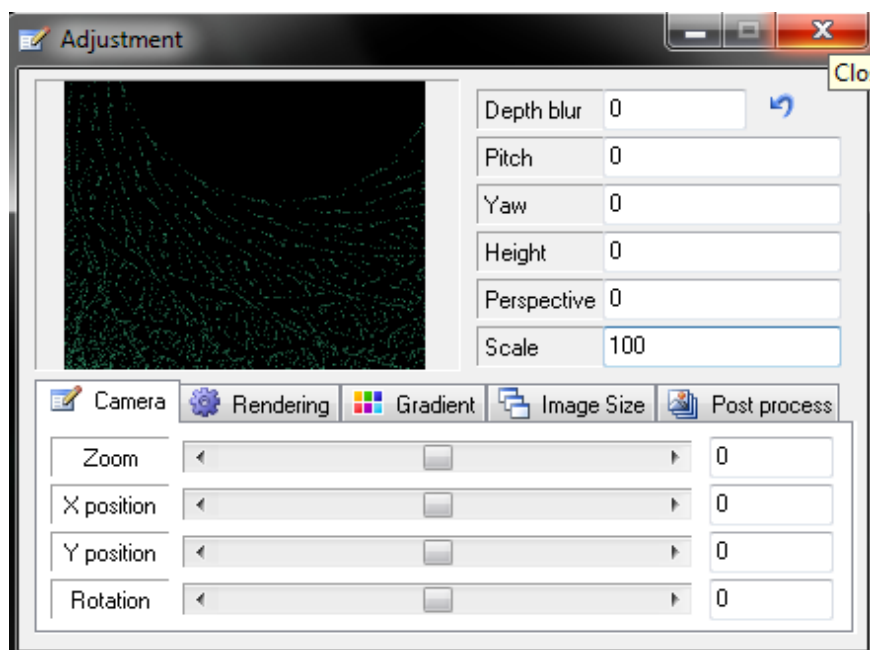 Adjustment
Clo
Depth blur 0
Pitch 0
Yaw 0
Height 0
Perspective 0
Scale 100
Camera Rendering Gradient Image Size Post process
Zoom 0
X position 0
Y position 0
Rotation 0